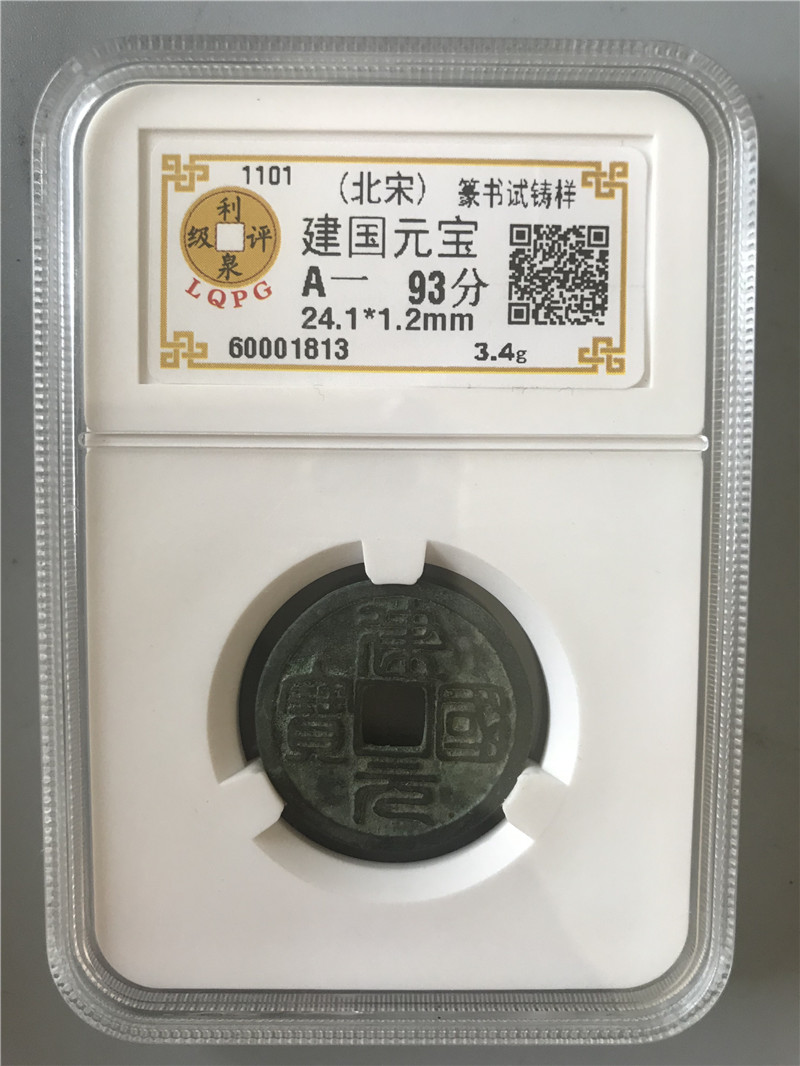 1101
(北宋)
篆书试铸样
利泉评级
LQPG
建国元宝
A一 93分
24.1*1.2mm
60001813
3.4g
建國元寶